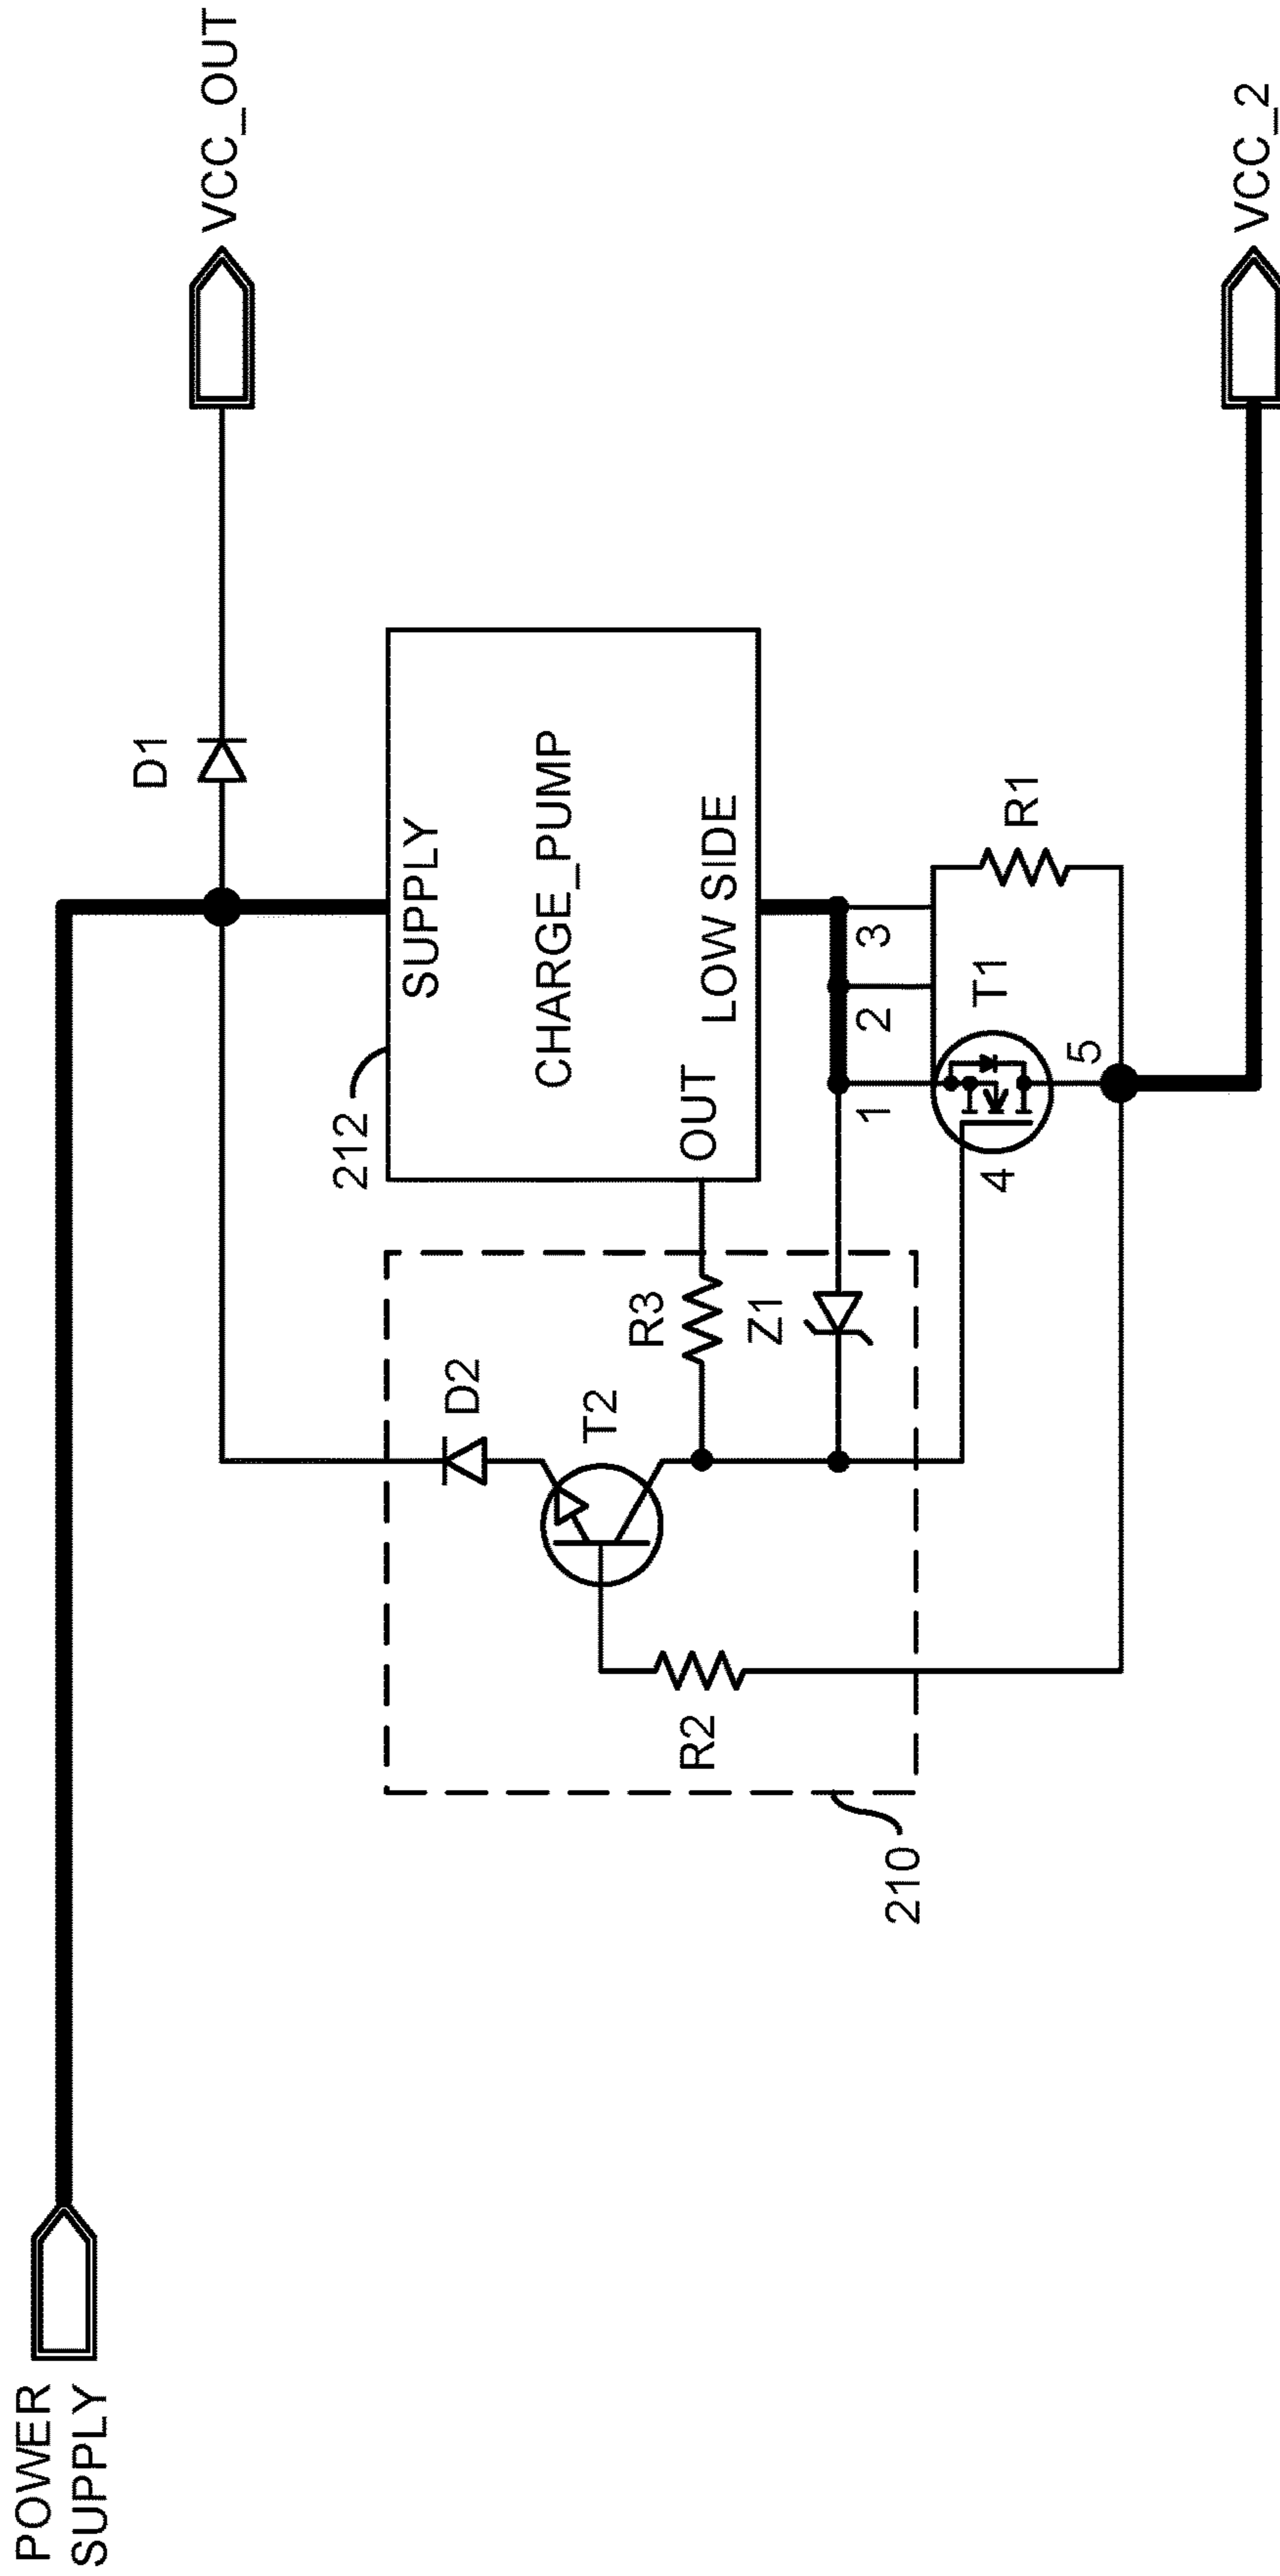 POWER
SUPPLY
VCC_OUT
D1
212
SUPPLY
CHARGE_PUMP
OUT
LOW SIDE
D2
T2
R3
Z1
R2
210
1
2
3
4
T1
R1
5
VCC_2